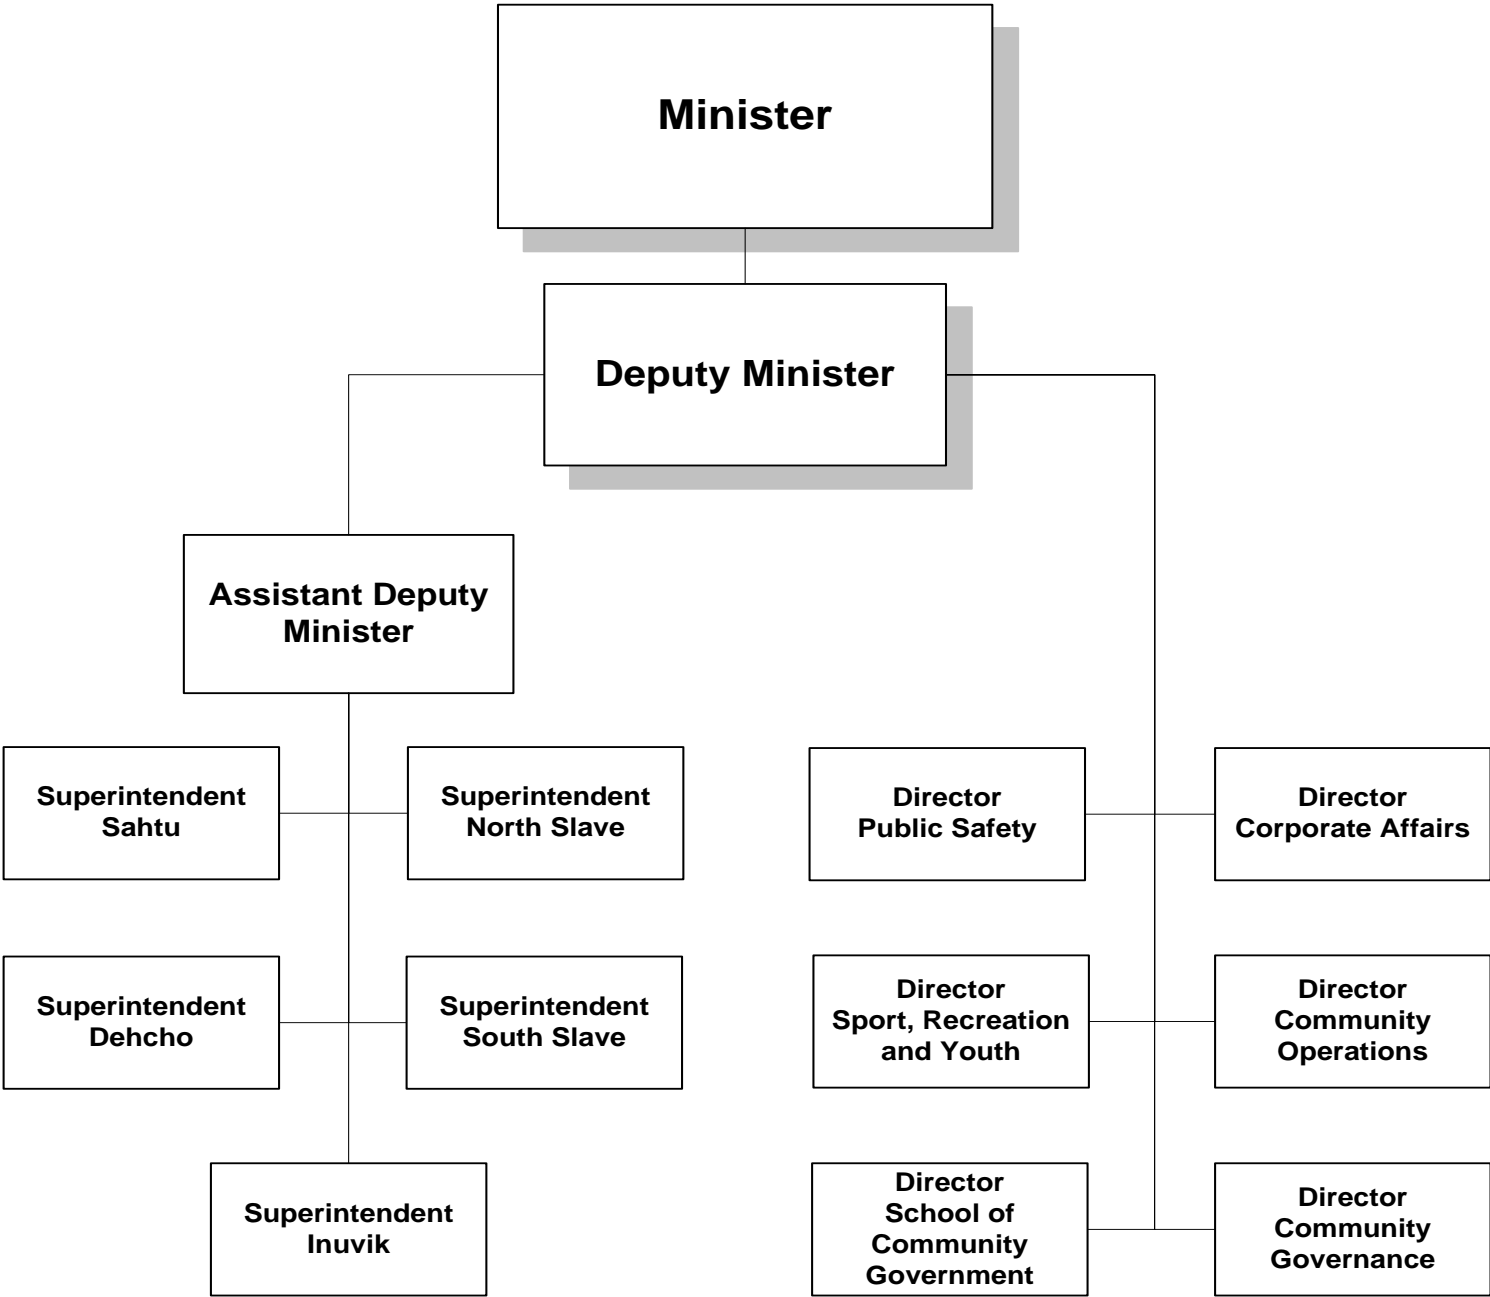 Minister
Deputy Minister
Assistant Deputy
Minister
Superintendent
Sahtu
Superintendent
North Slave
Director
Public Safety
Director
Corporate Affairs
Superintendent
Dehcho
Superintendent
South Slave
Director
Sport, Recreation
and Youth
Director
Community
Operations
Superintendent
Inuvik
Director
School of
Community
Government
Director
Community
Governance